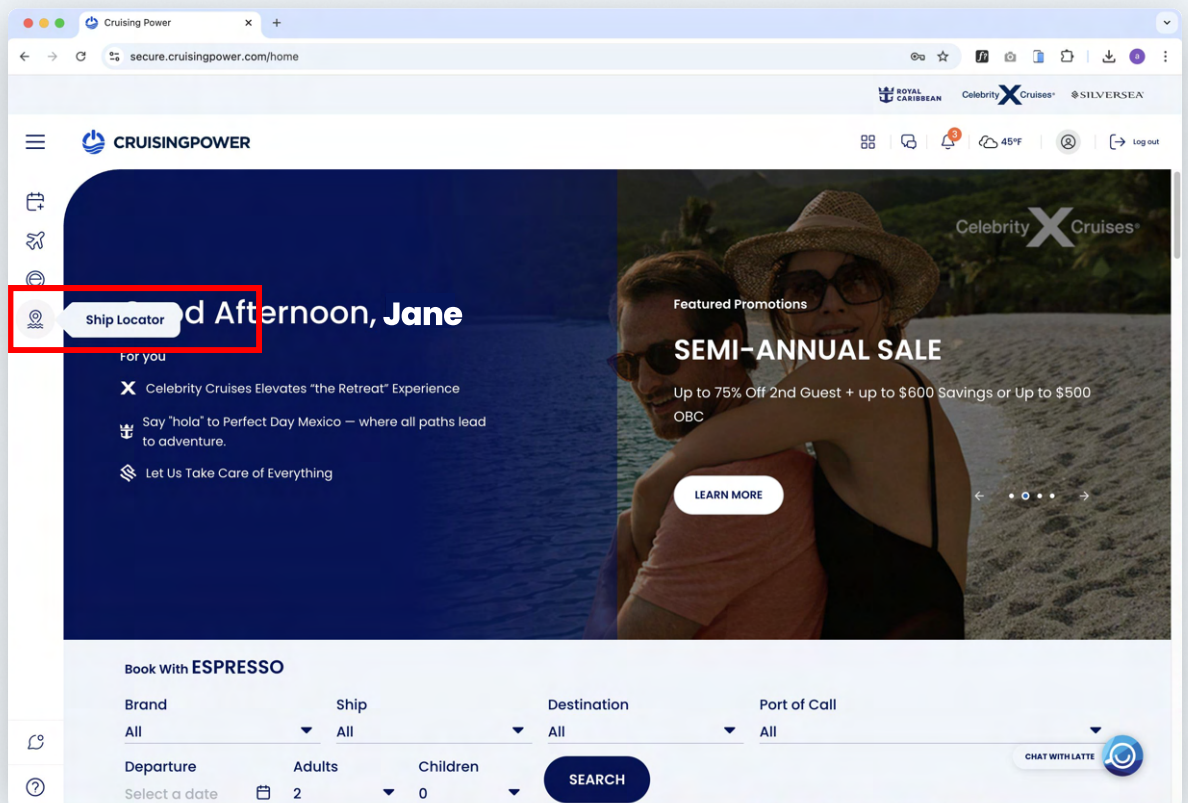 Cruising Power
secure.cruisingpower.com/home
a
ROYAL
CARIBBEAN
Celebrity X Cruises
SILVERSEA
CRUISINGPOWER
3
45°F
Log out
Ship Locator
d Afternoon, Jane
For you
Celebrity Cruises Elevates “the Retreat” Experience
Say "hola" to Perfect Day Mexico — where all paths lead
to adventure.
Let Us Take Care of Everything
Celebrity X Cruises
Featured Promotions
SEMI-ANNUAL SALE
Up to 75% Off 2nd Guest + up to $600 Savings or Up to $500
OBC
LEARN MORE
Book With ESPRESSO
Brand
Ship
Destination
Port of Call
All
All
All
All
CHAT WITH LATTE
Departure
Adults
Children
Select a date
2
0
SEARCH